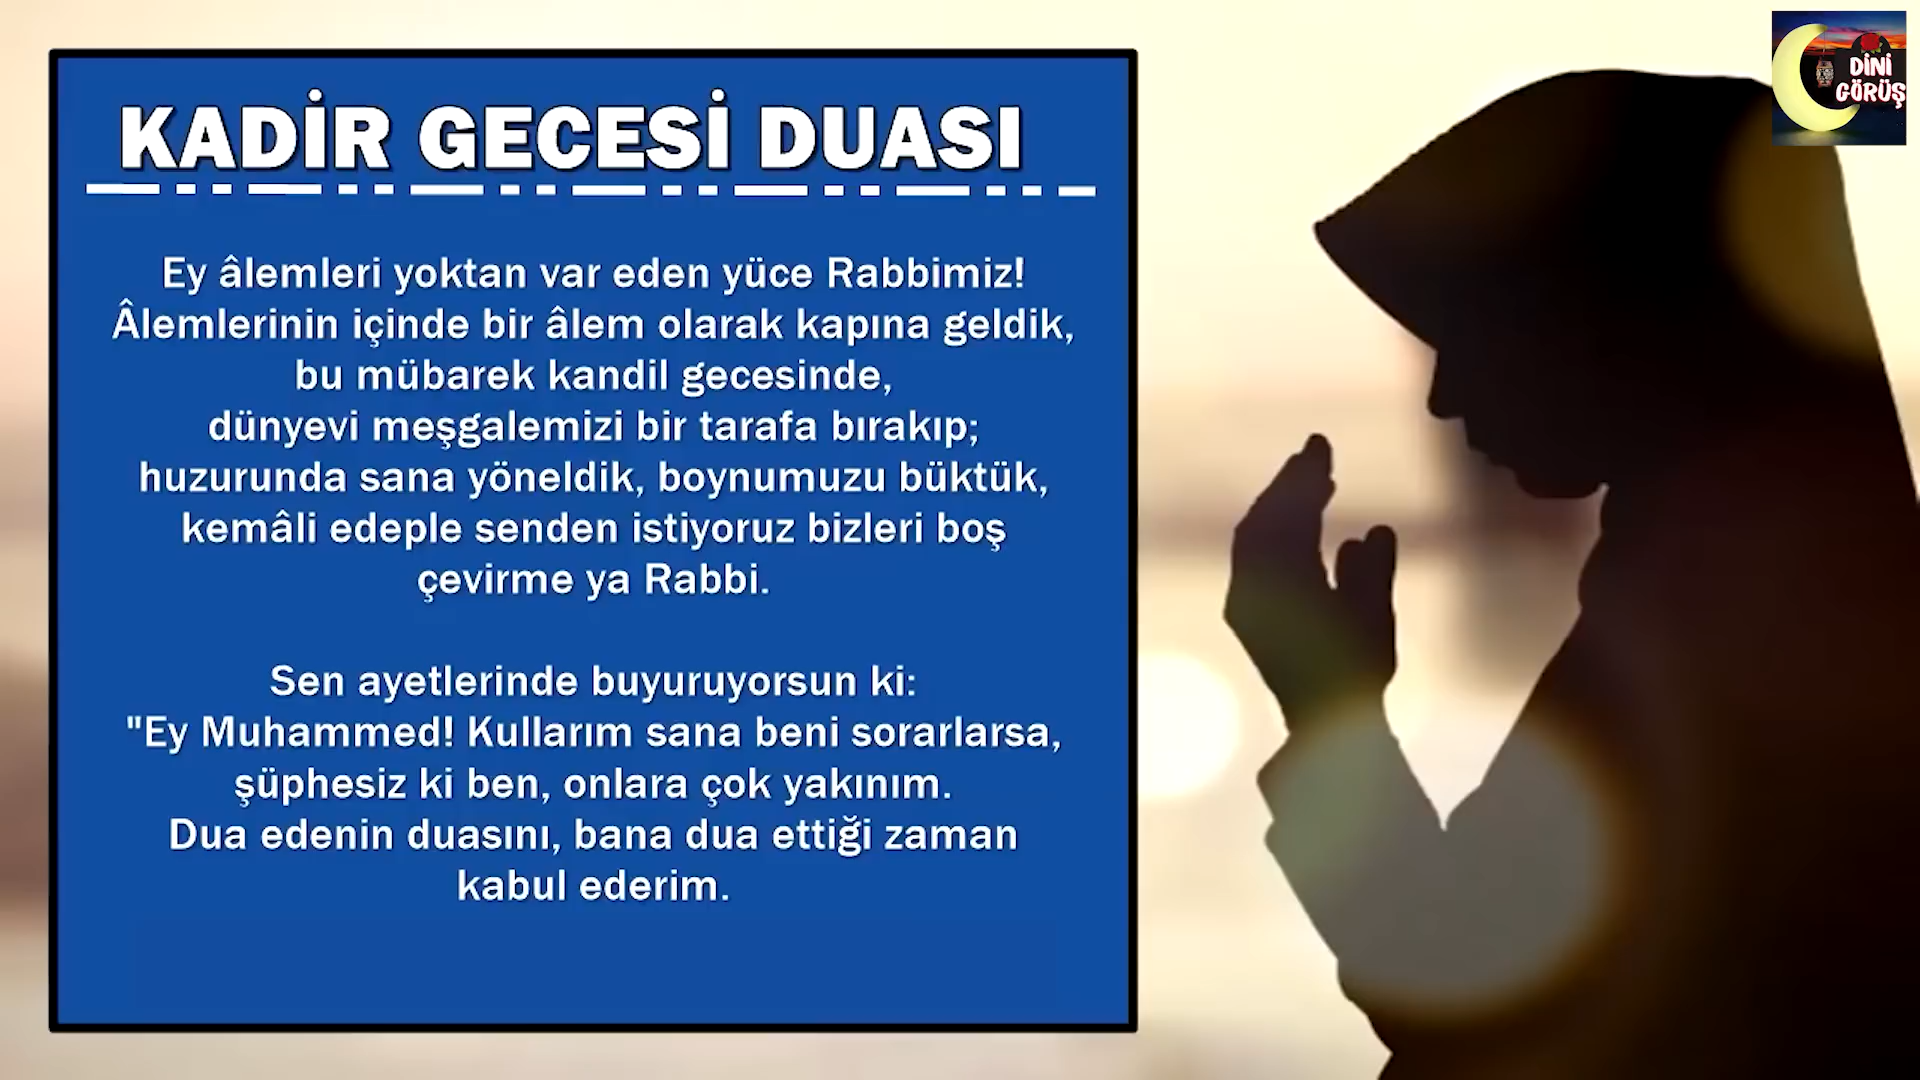 KADİR GECESİ DUASI
Ey âlemleri yoktan var eden yüce Rabbimiz!
Âlemlerinin içinde bir âlem olarak kapına geldik,
bu mübarek kandil gecesinde,
dünyevi meşgalemizi bir tarafa bırakıp;
huzurunda sana yöneldik, boynumuzu büktük,
kemâli edeple senden istiyoruz bizleri boş
çevirme ya Rabbi.
Sen ayetlerinde buyuruyorsun ki:
"Ey Muhammed! Kullarım sana beni sorarlarsa,
şüphesiz ki ben, onlara çok yakınım.
Dua edenin duasını, bana dua ettiği zaman
kabul ederim.
DİNİ
GÖRÜŞ